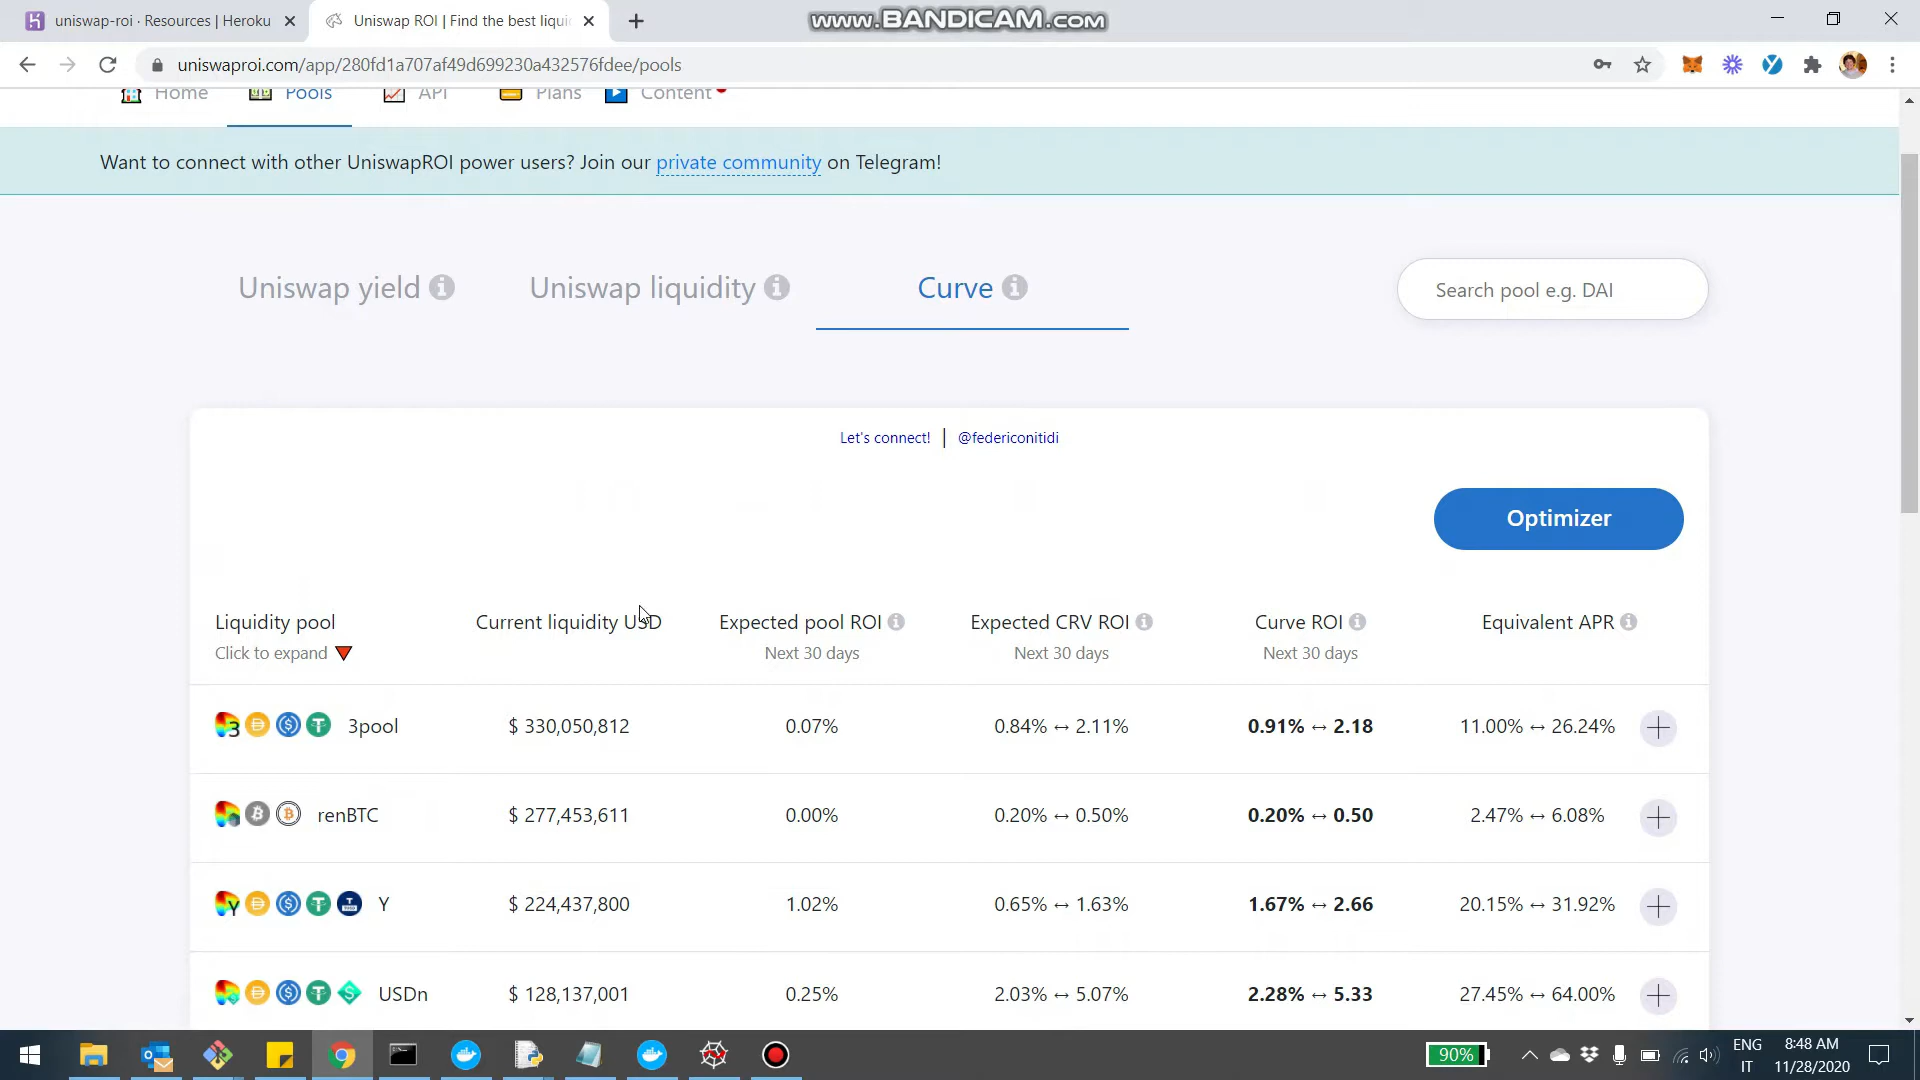 uniswap-roi · Resources | Heroku
Uniswap ROI | Find the best liqui
www.BANDICAM.com
uniswaproi.com/app/280fd1a707af49d699230a432576fdee/pools
Home
Pools
API
Plans
Content
Want to connect with other UniswapROI power users? Join our private community on Telegram!
Uniswap yield
Uniswap liquidity
Curve
Search pool e.g. DAI
Let's connect! | @federiconitidi
Optimizer
Liquidity pool
Click to expand
Current liquidity USD
Expected pool ROI
Next 30 days
Expected CRV ROI
Next 30 days
Curve ROI
Next 30 days
Equivalent APR
3pool $ 330,050,812 0.07% 0.84% ↔ 2.11% 0.91% ↔ 2.18 11.00% ↔ 26.24%
renBTC $ 277,453,611 0.00% 0.20% ↔ 0.50% 0.20% ↔ 0.50 2.47% ↔ 6.08%
Y $ 224,437,800 1.02% 0.65% ↔ 1.63% 1.67% ↔ 2.66 20.15% ↔ 31.92%
USDn $ 128,137,001 0.25% 2.03% ↔ 5.07% 2.28% ↔ 5.33 27.45% ↔ 64.00%
90%
ENG
IT
8:48 AM
11/28/2020